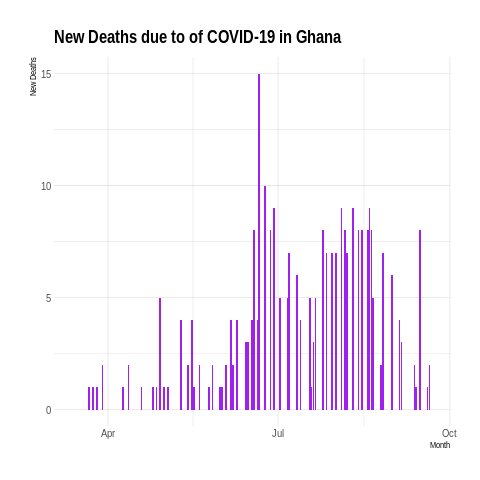 New Deaths due to of COVID-19 in Ghana
New Deaths
15
10
5
0
Apr Jul Oct
Month